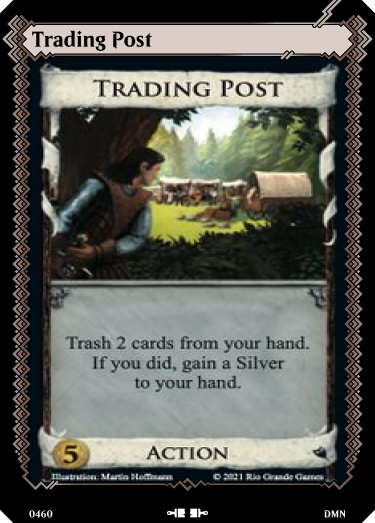 Trading Post
TRADING POST
Trash 2 cards from your hand.
If you did, gain a Silver
to your hand.
5
ACTION
Illustration: Martin Hoffmann
© 2021 Rio Grande Games
0460
DMN